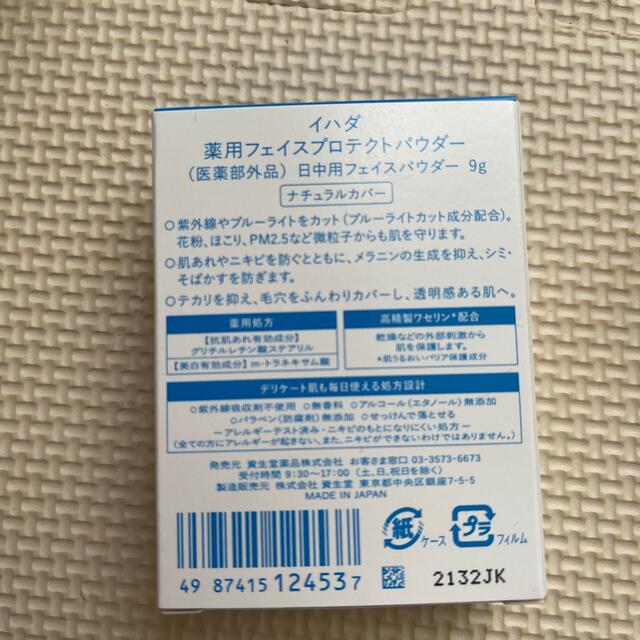 イハダ
薬用フェイスプロテクトパウダー
(医薬部外品) 日中用フェイスパウダー 9g
ナチュラルカバー
○紫外線やブルーライトをカット(ブルーライトカット成分配合)。
花粉、ほこり、PM2.5など微粒子からも肌を守ります。
○肌あれやニキビを防ぐとともに、メラニンの生成を抑え、シミ・
そばかすを防ぎます。
○テカリを抑え、毛穴をふんわりカバーし、透明感ある肌へ。
薬用処方
【抗肌あれ有効成分】
グリチルレチン酸ステアリル
【美白有効成分】m・トラネキサム酸
高精製ワセリン*配合
乾燥などの外部刺激から
肌を保護します。
*肌うるおいバリア保護成分
デリケート肌も毎日使える処方設計
○紫外線吸収剤不使用 ○無香料 ○アルコール(エタノール)無添加
○パラベン(防腐剤)無添加 ○せっけんで落とせる
ーアレルギーテスト済み・ニキビのもとになりにくい処方ー
(全ての方にアレルギーが起きない、また、ニキビができないわけではありません。)
発売元 資生堂薬品株式会社 お客さま窓口 03-3573-6673
受付時間 9:30〜17:00(土、日、祝日を除く)
製造販売元 株式会社 資生堂 東京都中央区銀座7-5-5
MADE IN JAPAN
紙 ケース プラ フィルム
49 87415 124537
2132JK